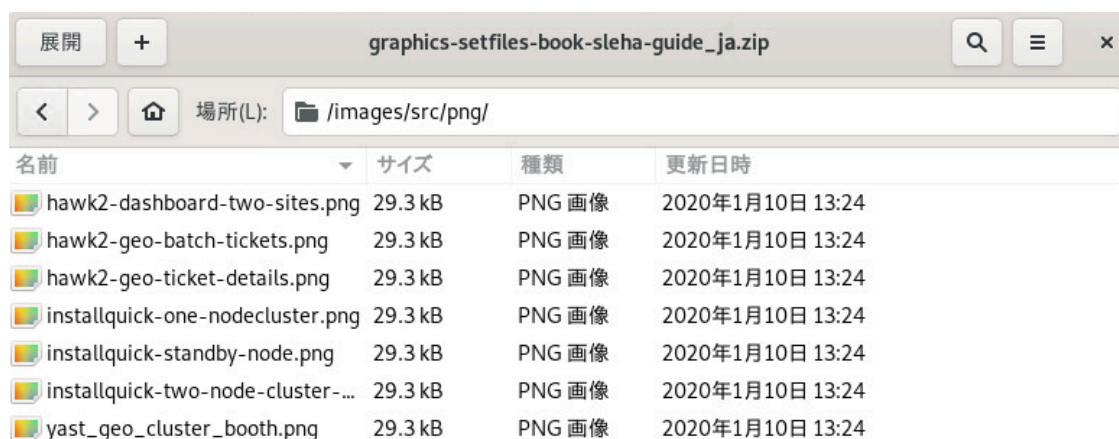 展開 + graphics-setfiles-book-sleha-guide_ja.zip
場所(L): /images/src/png/
名前 サイズ 種類 更新日時
hawk2-dashboard-two-sites.png 29.3 kB PNG 画像 2020年1月10日 13:24
hawk2-geo-batch-tickets.png 29.3 kB PNG 画像 2020年1月10日 13:24
hawk2-geo-ticket-details.png 29.3 kB PNG 画像 2020年1月10日 13:24
installquick-one-nodecluster.png 29.3 kB PNG 画像 2020年1月10日 13:24
installquick-standby-node.png 29.3 kB PNG 画像 2020年1月10日 13:24
installquick-two-node-cluster-... 29.3 kB PNG 画像 2020年1月10日 13:24
yast_geo_cluster_booth.png 29.3 kB PNG 画像 2020年1月10日 13:24